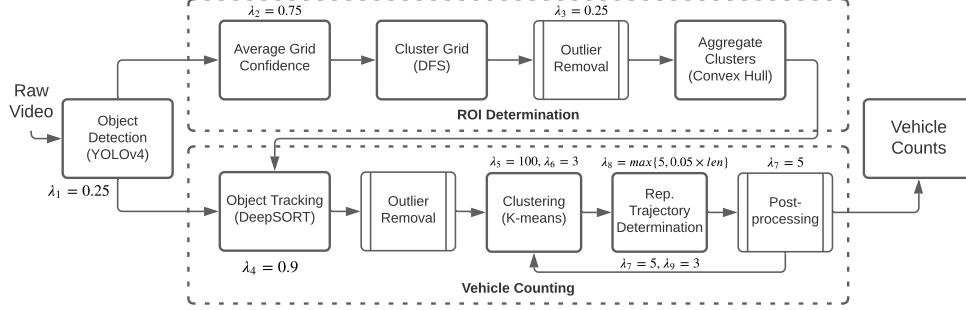 λ₂ = 0.75
λ₃ = 0.25
Average Grid
Confidence
Cluster Grid
(DFS)
Outlier
Removal
Aggregate
Clusters
(Convex Hull)
ROI Determination
Raw
Video
Object
Detection
(YOLOv4)
λ₁ = 0.25
Vehicle
Counts
λ₅ = 100, λ₆ = 3
λ₈ = max{5, 0.05 × len}
λ₇ = 5
Object Tracking
(DeepSORT)
Outlier
Removal
Clustering
(K-means)
Rep.
Trajectory
Determination
Post-
processing
λ₄ = 0.9
λ₇ = 5, λ₉ = 3
Vehicle Counting